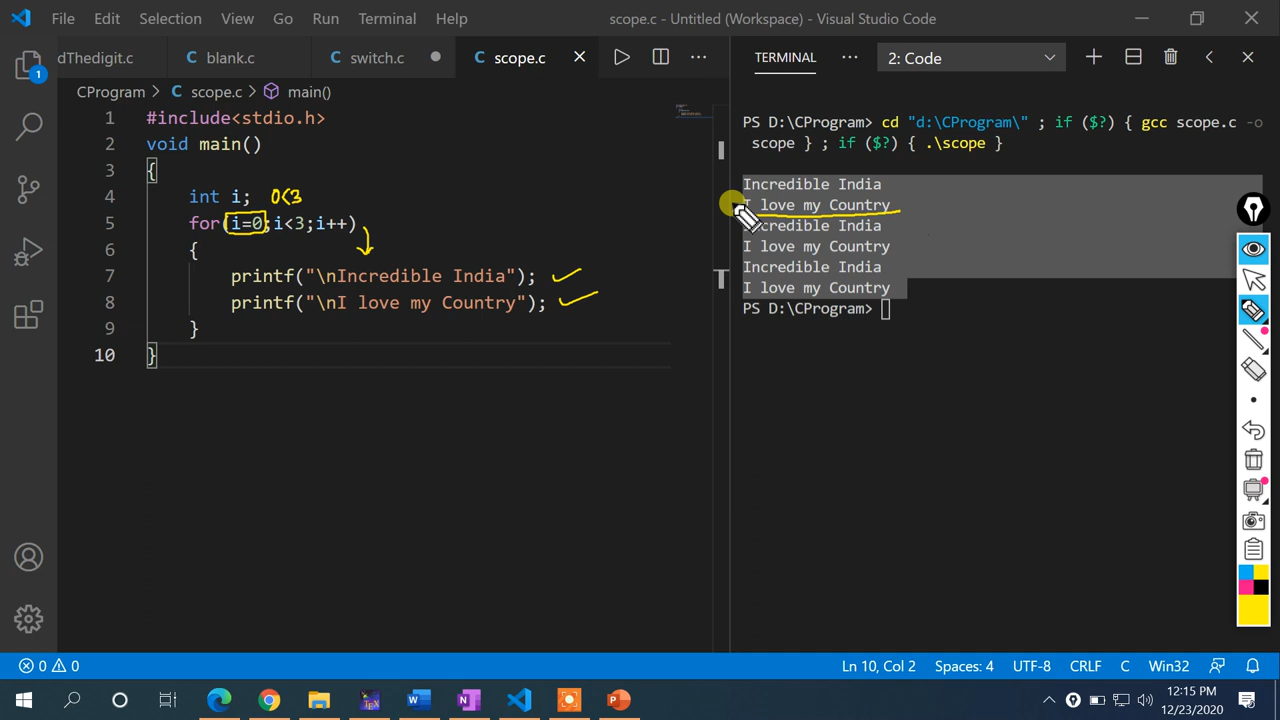 File Edit Selection View Go Run Terminal Help scope.c - Untitled (Workspace) - Visual Studio Code
dThedigit.c blank.c switch.c scope.c
TERMINAL 2: Code
CProgram > scope.c > main()
1 #include<stdio.h>
2 void main()
3 {
4 int i; 0<3
5 for(i=0;i<3;i++)
6 {
7 printf("\nIncredible India");
8 printf("\nI love my Country");
9 }
10 }
PS D:\CProgram> cd "d:\CProgram\" ; if ($?) { gcc scope.c -o
scope } ; if ($?) { .\scope }
Incredible India
I love my Country
Incredible India
I love my Country
Incredible India
I love my Country
PS D:\CProgram>
1
0 0 Ln 10, Col 2 Spaces: 4 UTF-8 CRLF C Win32
12:15 PM
12/23/2020